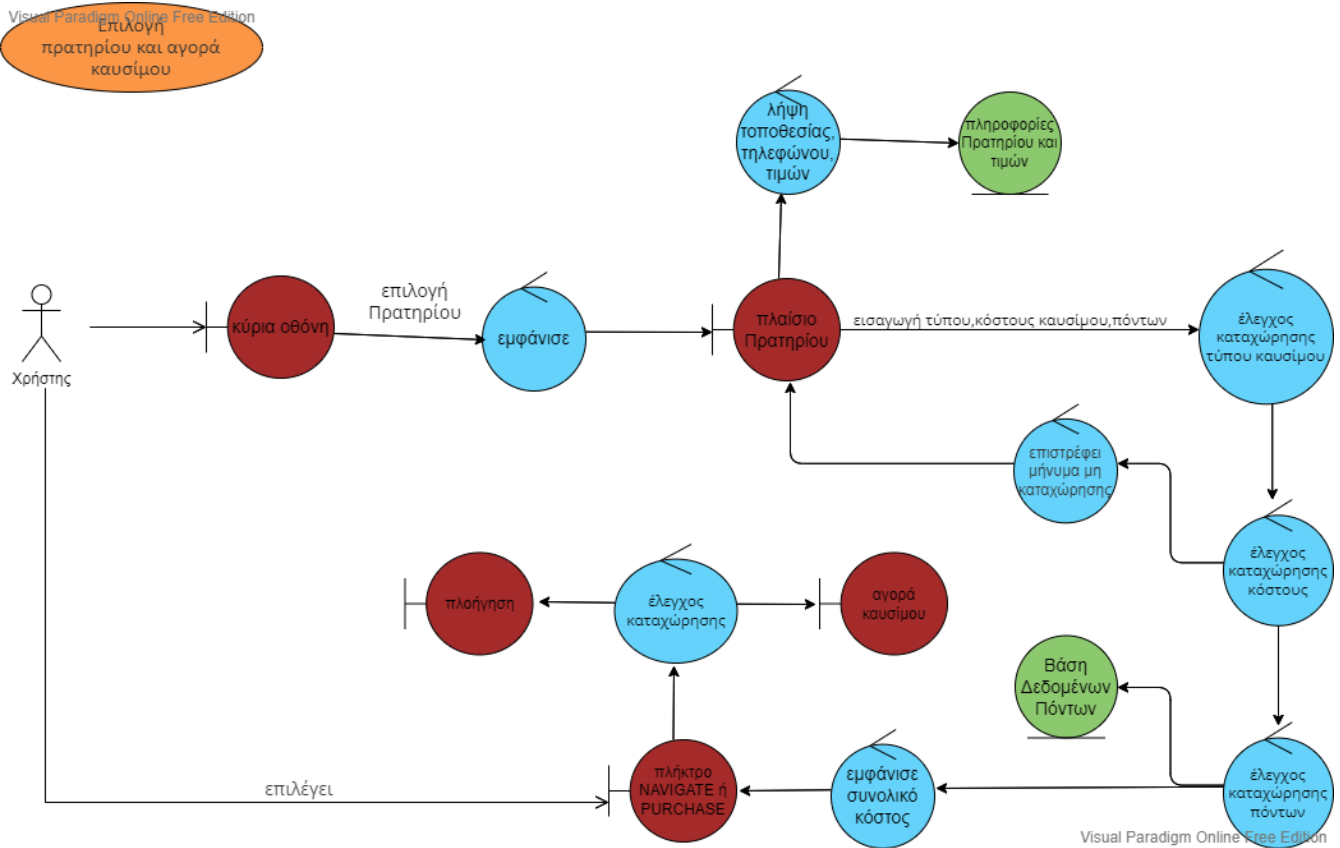 Visual Paradigm Online Free Edition
Επιλογή
πρατηρίου και αγορά
καυσίμου
λήψη
τοποθεσίας,
τηλεφώνου,
τιμών
πληροφορίες
Πρατηρίου και
τιμών
Χρήστης
κύρια οθόνη
επιλογή
Πρατηρίου
εμφάνισε
πλαίσιο
Πρατηρίου
εισαγωγή τύπου,κόστους καυσίμου,πόντων
έλεγχος
καταχώρησης
τύπου καυσίμου
επιστρέφει
μήνυμα μη
καταχώρησης
έλεγχος
καταχώρησης
κόστους
πλοήγηση
έλεγχος
καταχώρησης
αγορά
καυσίμου
Βάση
Δεδομένων
Πόντων
επιλέγει
πλήκτρο
NAVIGATE ή
PURCHASE
εμφάνισε
συνολικό
κόστος
έλεγχος
καταχώρησης
πόντων
Visual Paradigm Online Free Edition